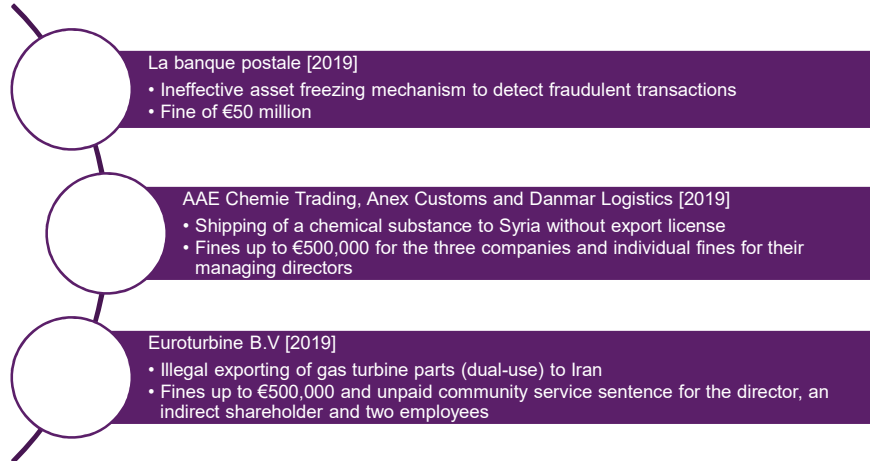 La banque postale [2019]
• Ineffective asset freezing mechanism to detect fraudulent transactions
• Fine of €50 million
AAE Chemie Trading, Anex Customs and Danmar Logistics [2019]
• Shipping of a chemical substance to Syria without export license
• Fines up to €500,000 for the three companies and individual fines for their
managing directors
Euroturbine B.V [2019]
• Illegal exporting of gas turbine parts (dual-use) to Iran
• Fines up to €500,000 and unpaid community service sentence for the director, an
indirect shareholder and two employees